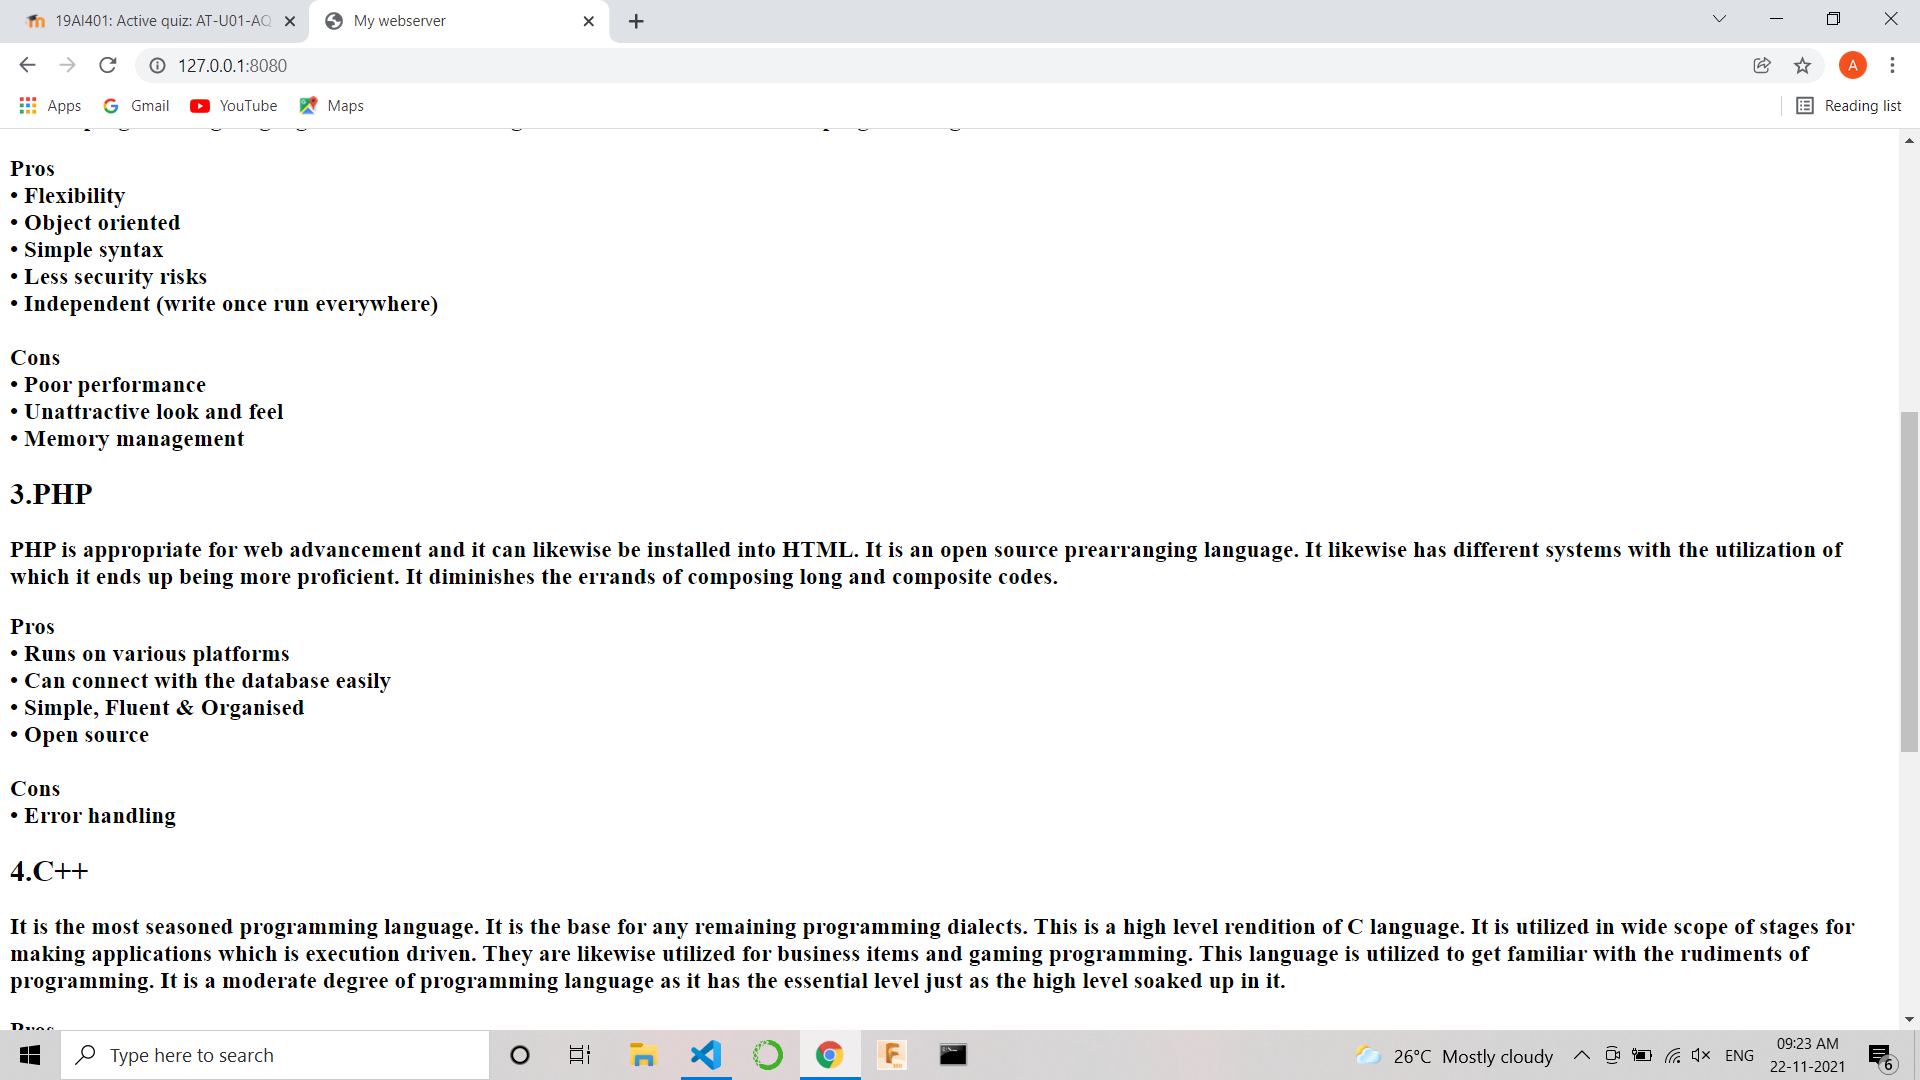 19AI401: Active quiz: AT-U01-AQ
My webserver
127.0.0.1:8080
A
Apps
Gmail
YouTube
Maps
Reading list
Pros
• Flexibility
• Object oriented
• Simple syntax
• Less security risks
• Independent (write once run everywhere)
Cons
• Poor performance
• Unattractive look and feel
• Memory management
3.PHP
PHP is appropriate for web advancement and it can likewise be installed into HTML. It is an open source prearranging language. It likewise has different systems with the utilization of
which it ends up being more proficient. It diminishes the errands of composing long and composite codes.
Pros
• Runs on various platforms
• Can connect with the database easily
• Simple, Fluent & Organised
• Open source
Cons
• Error handling
4.C++
It is the most seasoned programming language. It is the base for any remaining programming dialects. This is a high level rendition of C language. It is utilized in wide scope of stages for
making applications which is execution driven. They are likewise utilized for business items and gaming programming. This language is utilized to get familiar with the rudiments of
programming. It is a moderate degree of programming language as it has the essential level just as the high level soaked up in it.
Pros
Type here to search
26°C Mostly cloudy
ENG
09:23 AM
22-11-2021
6